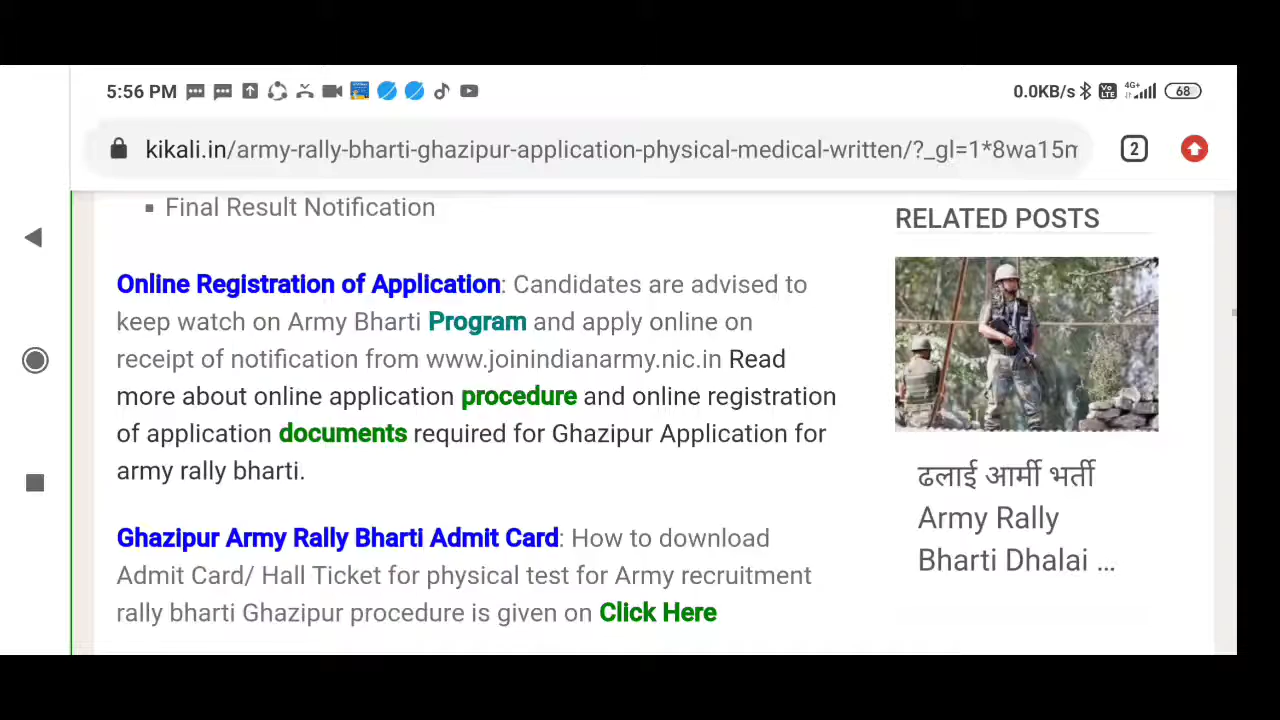 5:56 PM
0.0KB/s Vo LTE 4G+ 68
kikali.in/army-rally-bharti-ghazipur-application-physical-medical-written/?_gl=1*8wa15m
2
Final Result Notification
Online Registration of Application: Candidates are advised to
keep watch on Army Bharti Program and apply online on
receipt of notification from www.joinindianarmy.nic.in Read
more about online application procedure and online registration
of application documents required for Ghazipur Application for
army rally bharti.
Ghazipur Army Rally Bharti Admit Card: How to download
Admit Card/ Hall Ticket for physical test for Army recruitment
rally bharti Ghazipur procedure is given on Click Here
RELATED POSTS
ढलाई आर्मी भर्ती
Army Rally
Bharti Dhalai ...